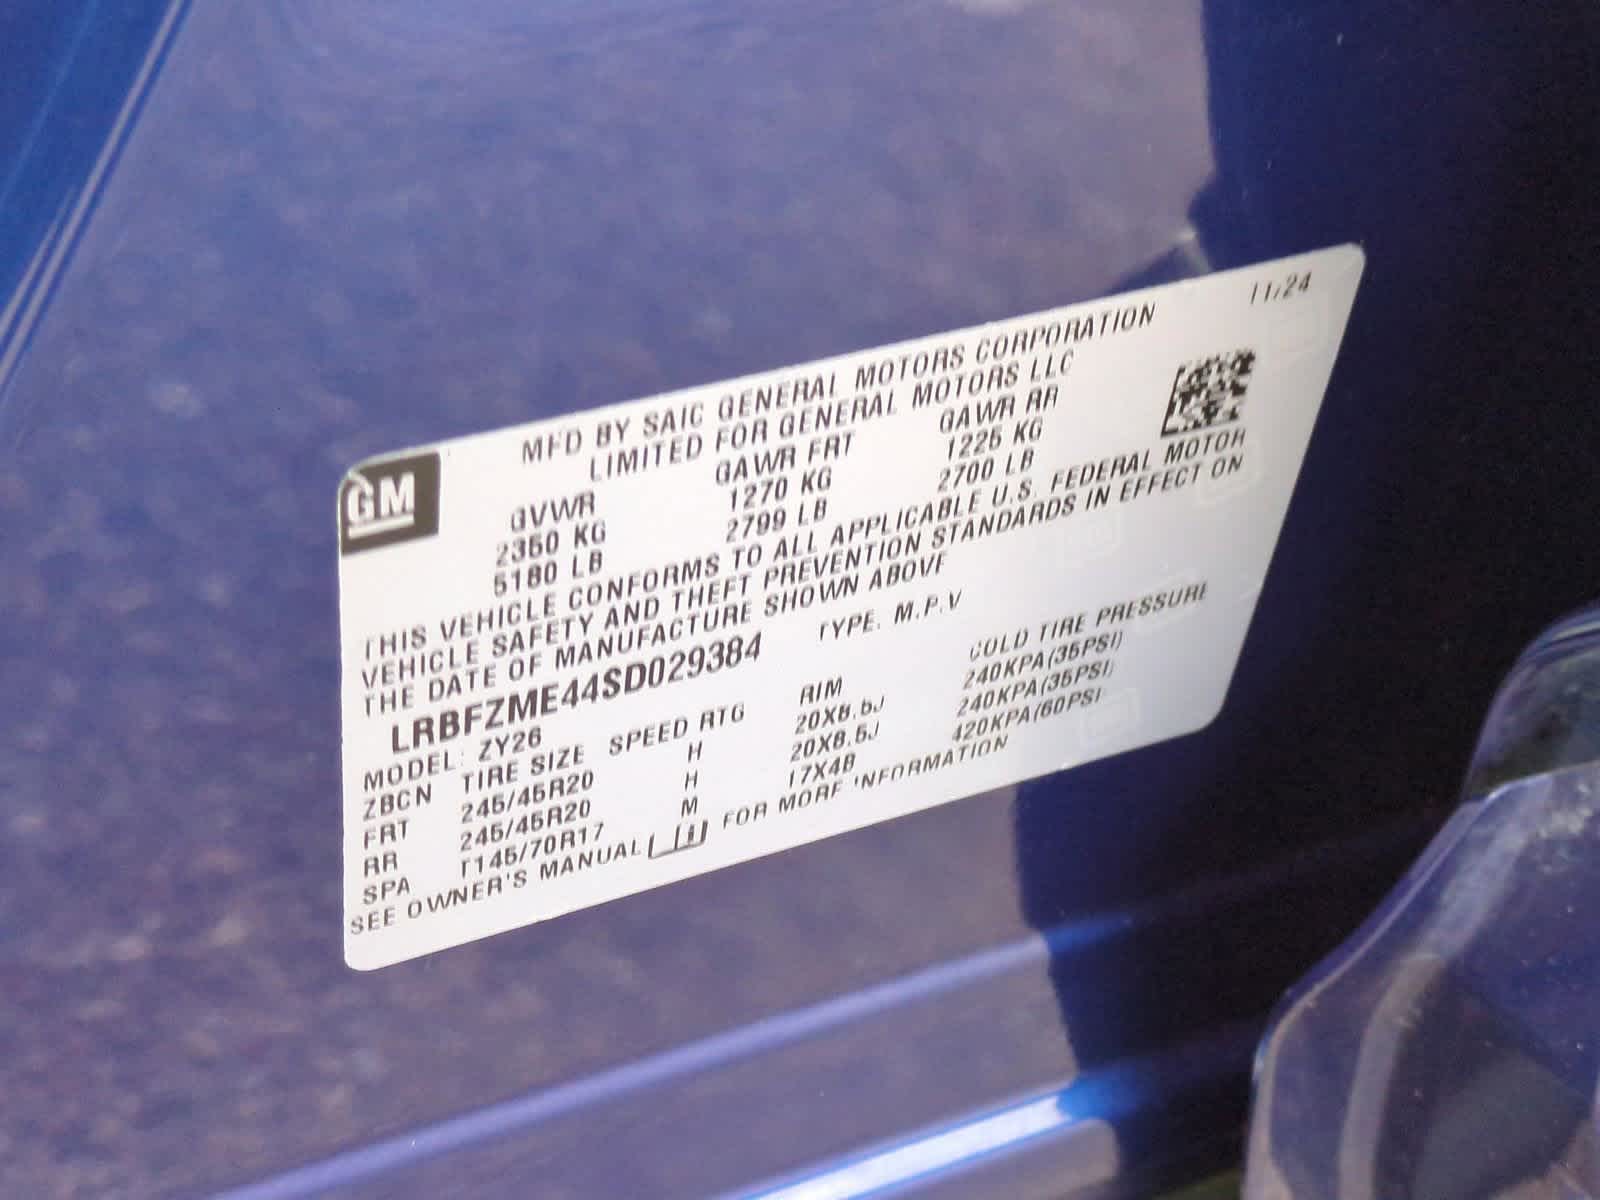 11/24
MFD BY SAIC GENERAL MOTORS CORPORATION
LIMITED FOR GENERAL MOTORS LLC
GM
GVWR GAWR FRT GAWR RR
2350 KG 1270 KG 1225 KG
5180 LB 2799 LB 2700 LB
THIS VEHICLE CONFORMS TO ALL APPLICABLE U.S. FEDERAL MOTOR
VEHICLE SAFETY AND THEFT PREVENTION STANDARDS IN EFFECT ON
THE DATE OF MANUFACTURE SHOWN ABOVE
LRBFZME44SD029384 TYPE: M.P.V
MODEL: ZY26
ZBCN TIRE SIZE SPEED RTG RIM COLD TIRE PRESSURE
FRT 245/45R20 H 20X8.5J 240KPA(35PSI)
RR 245/45R20 H 20X8.5J 240KPA(35PSI)
SPA T145/70R17 M 17X4B 420KPA(60PSI)
SEE OWNER'S MANUAL FOR MORE INFORMATION